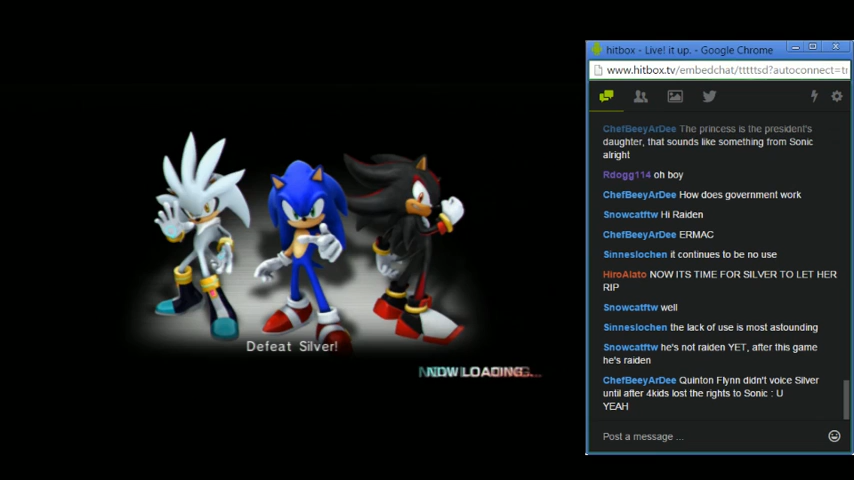 Defeat Silver!
NOW LOADING...
hitbox - Live! it up. - Google Chrome
www.hitbox.tv/embedchat/tttttsd?autoconnect=tr
ChefBeeyArDee The princess is the president's
daughter, that sounds like something from Sonic
alright
Rdogg114 oh boy
ChefBeeyArDee How does government work
Snowcatftw Hi Raiden
ChefBeeyArDee ERMAC
Sinneslochen it continues to be no use
HiroAlato NOW ITS TIME FOR SILVER TO LET HER
RIP
Snowcatftw well
Sinneslochen the lack of use is most astounding
Snowcatftw he's not raiden YET, after this game
he's raiden
ChefBeeyArDee Quinton Flynn didn't voice Silver
until after 4kids lost the rights to Sonic : U
YEAH
Post a message ...